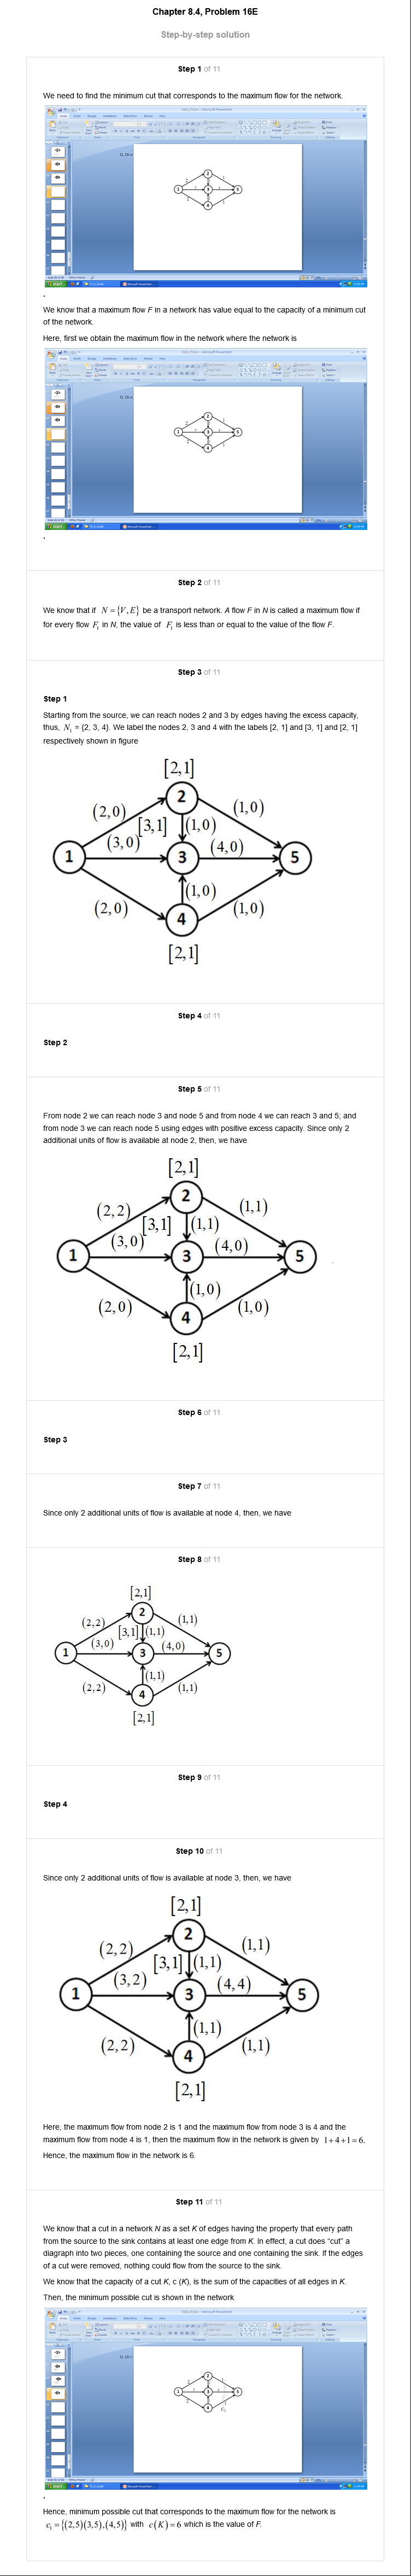 Chapter 8.4, Problem 16E
Step-by-step solution
Step 1 of 11
We need to find the minimum cut that corresponds to the maximum flow for the network.
.
We know that a maximum flow F in a network has value equal to the capacity of a minimum cut
of the network.
Here, first we obtain the maximum flow in the network where the network is
.
Step 2 of 11
We know that if N = {V, E} be a transport network. A flow F in N is called a maximum flow if
for every flow F₁ in N, the value of F₁ is less than or equal to the value of the flow F.
Step 3 of 11
Step 1
Starting from the source, we can reach nodes 2 and 3 by edges having the excess capacity,
thus, N₁ = {2, 3, 4}. We label the nodes 2, 3 and 4 with the labels [2, 1] and [3, 1] and [2, 1]
respectively shown in figure
[2,1]
2
(2,0) (1,0)
[3,1] (1,0)
(3,0) (4,0)
1 3 5
(1,0)
(2,0) (1,0)
4
[2,1]
Step 4 of 11
Step 2
Step 5 of 11
From node 2 we can reach node 3 and node 5 and from node 4 we can reach 3 and 5; and
from node 3 we can reach node 5 using edges with positive excess capacity. Since only 2
additional units of flow is available at node 2, then, we have
[2,1]
2
(2,2) (1,1)
[3,1] (1,1)
(3,0) (4,0)
1 3 5
(1,0)
(2,0) (1,0)
4
[2,1]
Step 6 of 11
Step 3
Step 7 of 11
Since only 2 additional units of flow is available at node 4, then, we have
Step 8 of 11
[2,1]
2
(2,2) (1,1)
[3,1] (1,1)
(3,0) (4,0)
1 3 5
(1,1)
(2,2) (1,1)
4
[2,1]
Step 9 of 11
Step 4
Step 10 of 11
Since only 2 additional units of flow is available at node 3, then, we have
[2,1]
2
(2,2) (1,1)
[3,1] (1,1)
(3,2) (4,4)
1 3 5
(1,1)
(2,2) (1,1)
4
[2,1]
Here, the maximum flow from node 2 is 1 and the maximum flow from node 3 is 4 and the
maximum flow from node 4 is 1, then the maximum flow in the network is given by 1+4+1=6.
Hence, the maximum flow in the network is 6.
Step 11 of 11
We know that a cut in a network N as a set K of edges having the property that every path
from the source to the sink contains at least one edge from K. In effect, a cut does "cut" a
diagraph into two pieces, one containing the source and one containing the sink. If the edges
of a cut were removed, nothing could flow from the source to the sink.
We know that the capacity of a cut K, c (K), is the sum of the capacities of all edges in K.
Then, the minimum possible cut is shown in the network
.
Hence, minimum possible cut that corresponds to the maximum flow for the network is
c₁ = {(2,5)(3,5),(4,5)} with c(K) = 6 which is the value of F.